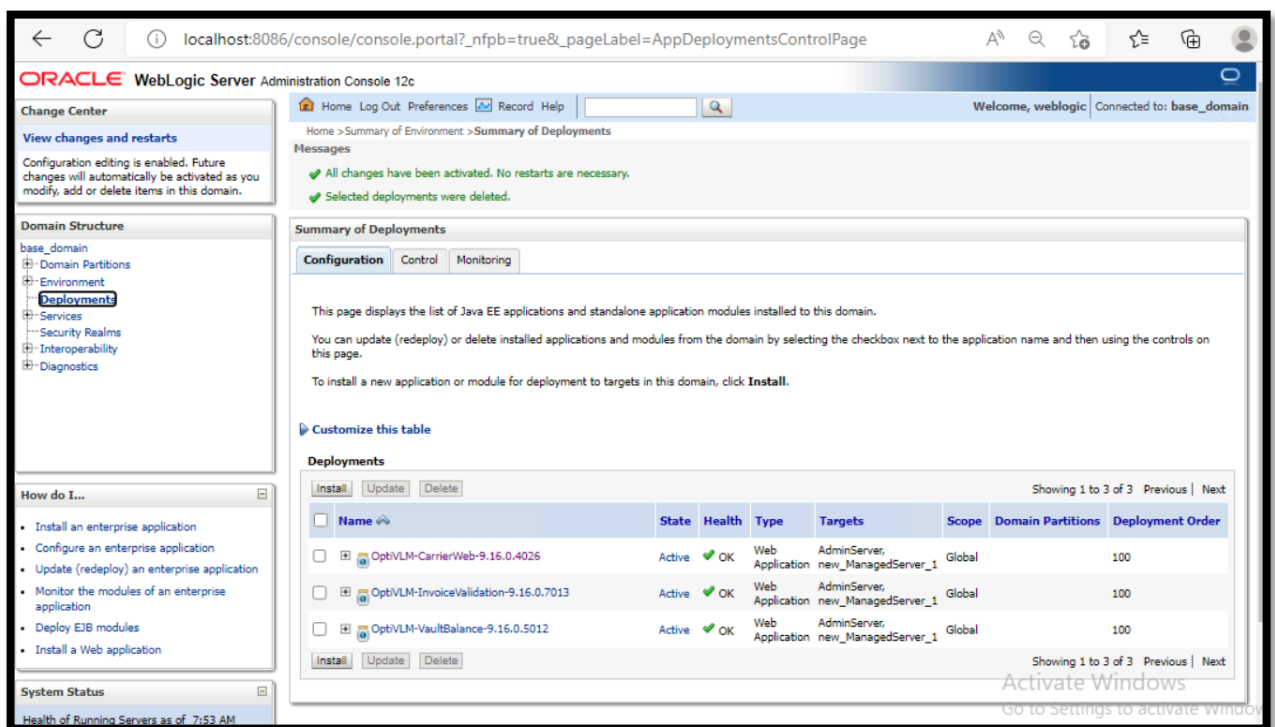 localhost:8086/console/console.portal?_nfpb=true&_pageLabel=AppDeploymentsControlPage
ORACLE WebLogic Server Administration Console 12c
Change Center
View changes and restarts
Configuration editing is enabled. Future
changes will automatically be activated as you
modify, add or delete items in this domain.
Domain Structure
base_domain
Domain Partitions
Environment
Deployments
Services
Security Realms
Interoperability
Diagnostics
How do I...
Install an enterprise application
Configure an enterprise application
Update (redeploy) an enterprise application
Monitor the modules of an enterprise
application
Deploy EJB modules
Install a Web application
System Status
Health of Running Servers as of 7:53 AM
Home Log Out Preferences Record Help
Welcome, weblogic Connected to: base_domain
Home >Summary of Environment >Summary of Deployments
Messages
All changes have been activated. No restarts are necessary.
Selected deployments were deleted.
Summary of Deployments
Configuration Control Monitoring
This page displays the list of Java EE applications and standalone application modules installed to this domain.
You can update (redeploy) or delete installed applications and modules from the domain by selecting the checkbox next to the application name and then using the controls on
this page.
To install a new application or module for deployment to targets in this domain, click Install.
Customize this table
Deployments
Install Update Delete Showing 1 to 3 of 3 Previous | Next
Name State Health Type Targets Scope Domain Partitions Deployment Order
OptiVLM-CarrierWeb-9.16.0.4026 Active OK Web Application AdminServer, new_ManagedServer_1 Global 100
OptiVLM-InvoiceValidation-9.16.0.7013 Active OK Web Application AdminServer, new_ManagedServer_1 Global 100
OptiVLM-VaultBalance-9.16.0.5012 Active OK Web Application AdminServer, new_ManagedServer_1 Global 100
Install Update Delete Showing 1 to 3 of 3 Previous | Next
Activate Windows
Go to Settings to activate Window